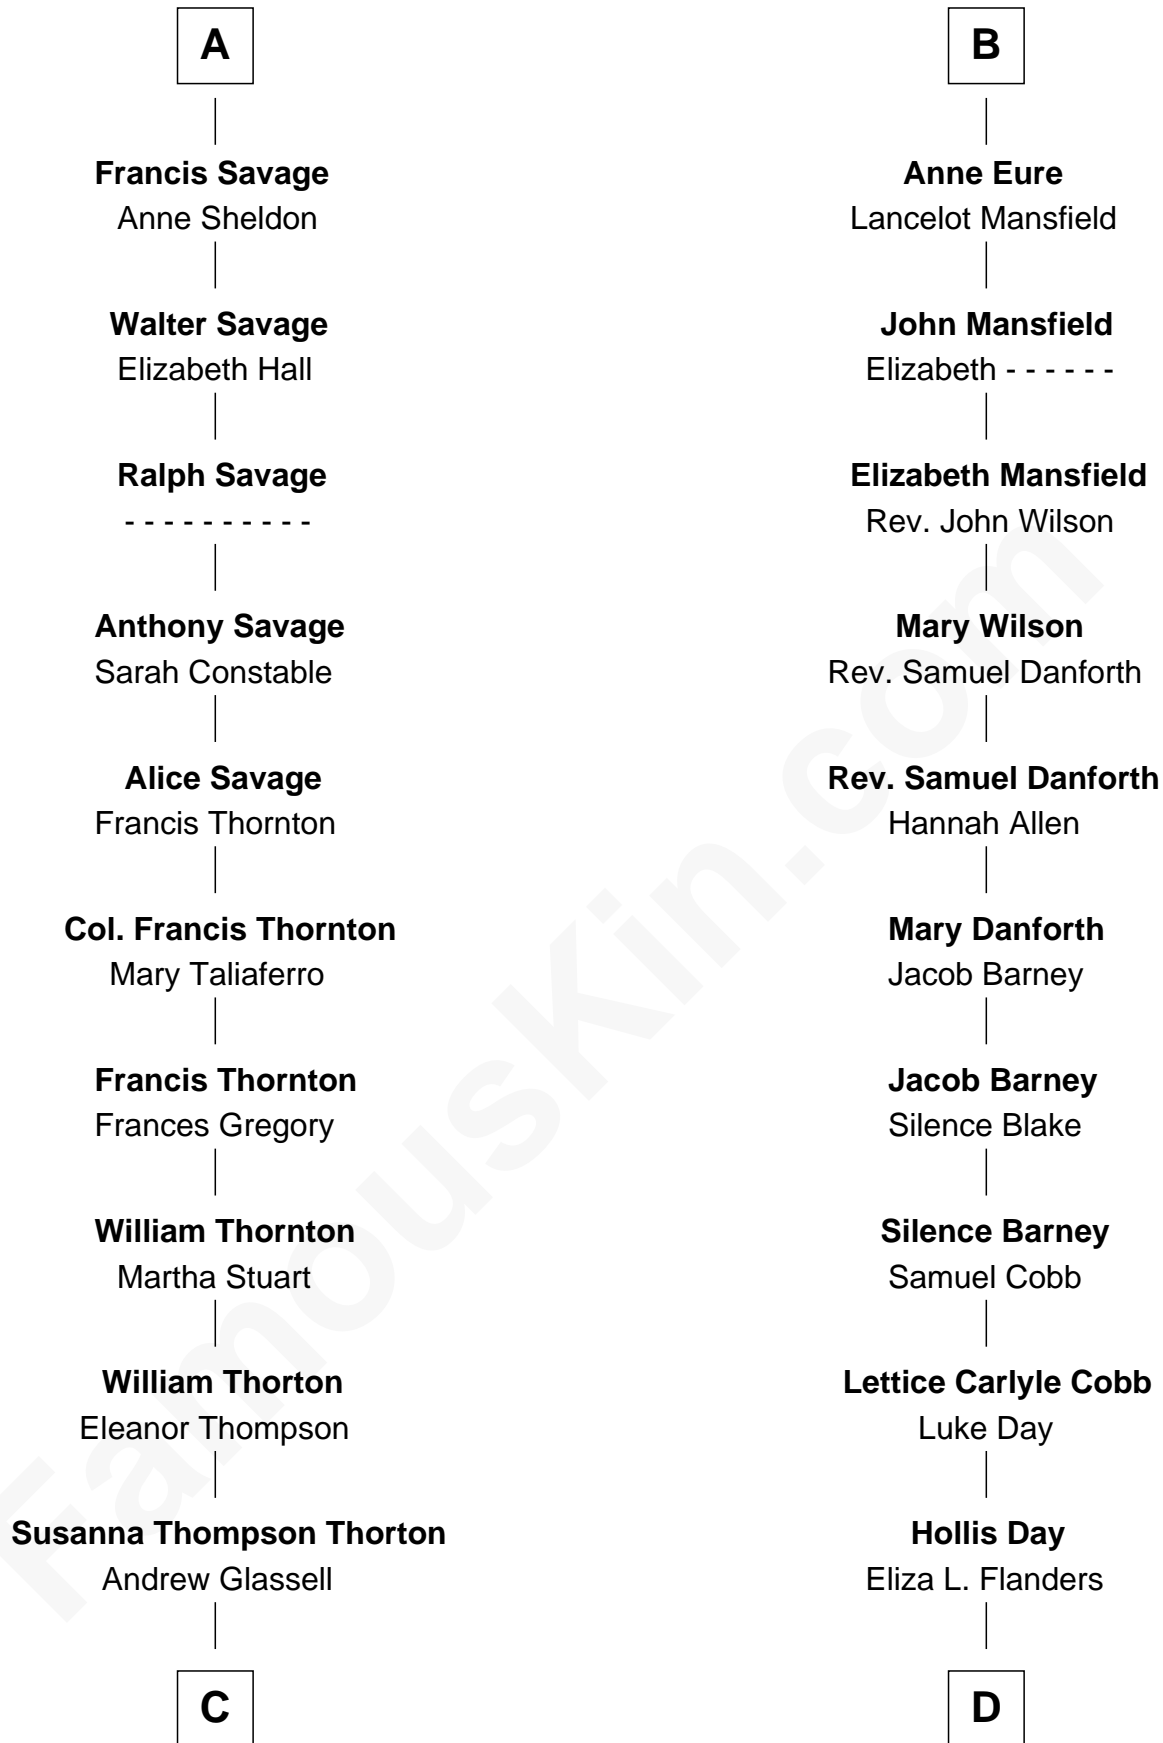 A
Francis Savage
Anne Sheldon
Walter Savage
Elizabeth Hall
Ralph Savage
- - - - - - - - - -
Anthony Savage
Sarah Constable
Alice Savage
Francis Thornton
Col. Francis Thornton
Mary Taliaferro
Francis Thornton
Frances Gregory
William Thornton
Martha Stuart
William Thorton
Eleanor Thompson
Susanna Thompson Thorton
Andrew Glassell
C
B
Anne Eure
Lancelot Mansfield
John Mansfield
Elizabeth - - - - - -
Elizabeth Mansfield
Rev. John Wilson
Mary Wilson
Rev. Samuel Danforth
Rev. Samuel Danforth
Hannah Allen
Mary Danforth
Jacob Barney
Jacob Barney
Silence Blake
Silence Barney
Samuel Cobb
Lettice Carlyle Cobb
Luke Day
Hollis Day
Eliza L. Flanders
D
FamousKin.com